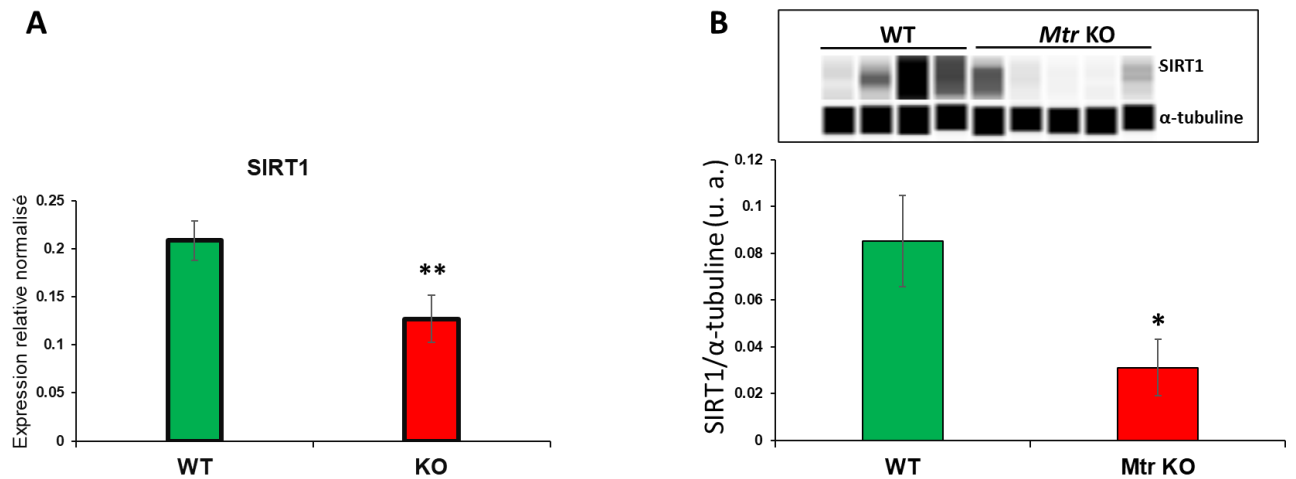 A
SIRT1
Expression relative normalisé
0.25
0.2
0.15
0.1
0.05
0
**
WT
KO
B
WT
Mtr KO
SIRT1
α-tubuline
SIRT1/α-tubuline (u. a.)
0.12
0.1
0.08
0.06
0.04
0.02
0
*
WT
Mtr KO